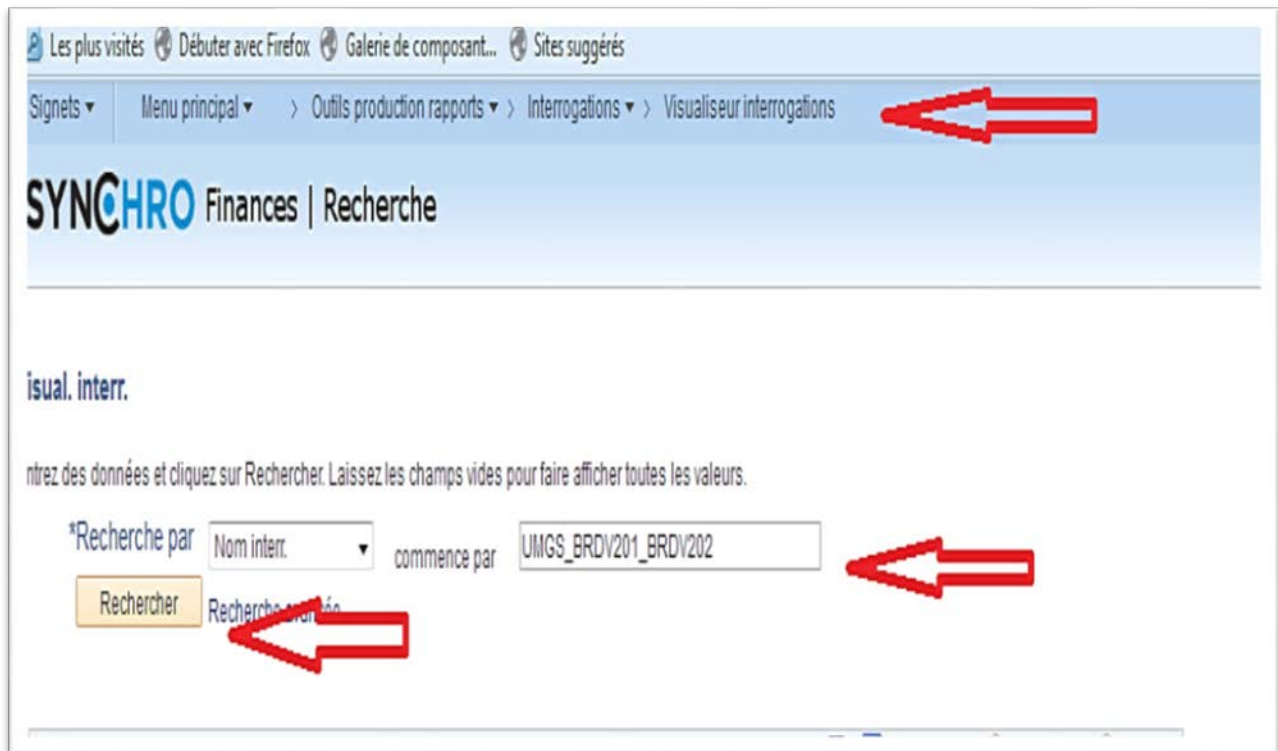 Les plus visités Débuter avec Firefox Galerie de composant... Sites suggérés
Signets ▾ Menu principal ▾ > Outils production rapports ▾ > Interrogations ▾ > Visualiseur interrogations
SYNCHRO Finances | Recherche
isual. interr.
ntrez des données et cliquez sur Rechercher. Laissez les champs vides pour faire afficher toutes les valeurs.
*Recherche par Nom interr. ▾ commence par UMGS_BRDV201_BRDV202
Rechercher Recherche